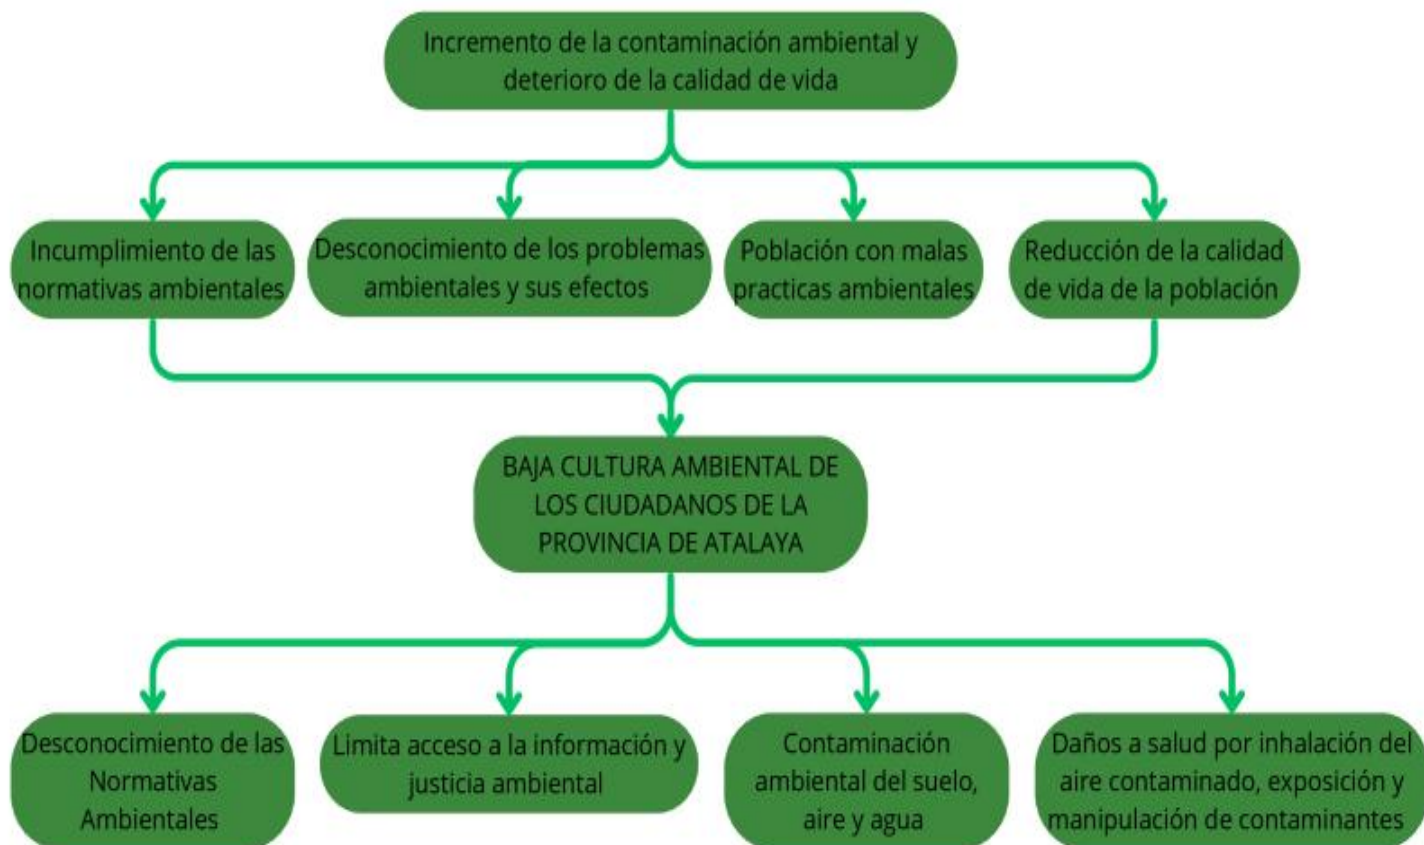 Incremento de la contaminación ambiental y
deterioro de la calidad de vida
Incumplimiento de las
normativas ambientales
Desconocimiento de los problemas
ambientales y sus efectos
Población con malas
practicas ambientales
Reducción de la calidad
de vida de la población
BAJA CULTURA AMBIENTAL DE
LOS CIUDADANOS DE LA
PROVINCIA DE ATALAYA
Desconocimiento de las
Normativas
Ambientales
Limita acceso a la información y
justicia ambiental
Contaminación
ambiental del suelo,
aire y agua
Daños a salud por inhalación del
aire contaminado, exposición y
manipulación de contaminantes